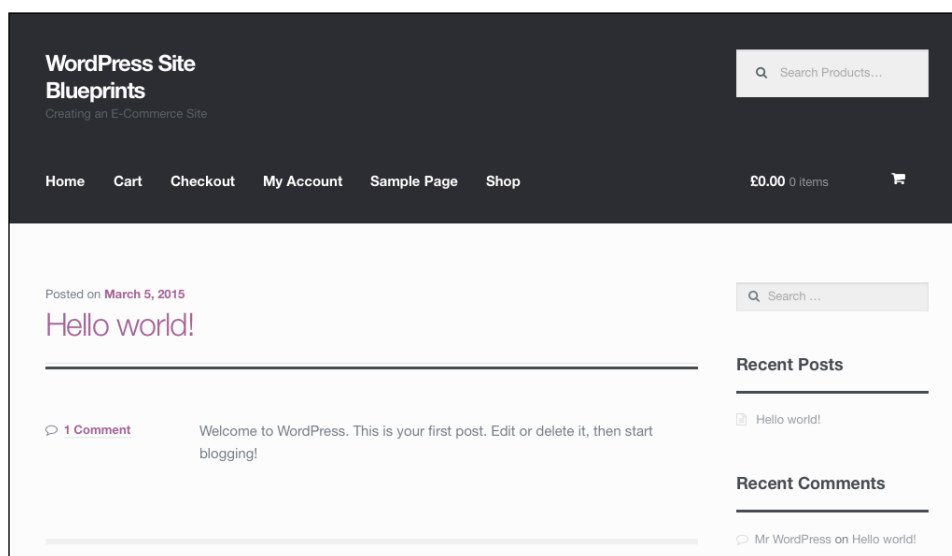 WordPress Site
Blueprints
Creating an E-Commerce Site
Search Products...
Home Cart Checkout My Account Sample Page Shop
£0.00 0 items
Posted on March 5, 2015
Hello world!
1 Comment
Welcome to WordPress. This is your first post. Edit or delete it, then start
blogging!
Search ...
Recent Posts
Hello world!
Recent Comments
Mr WordPress on Hello world!